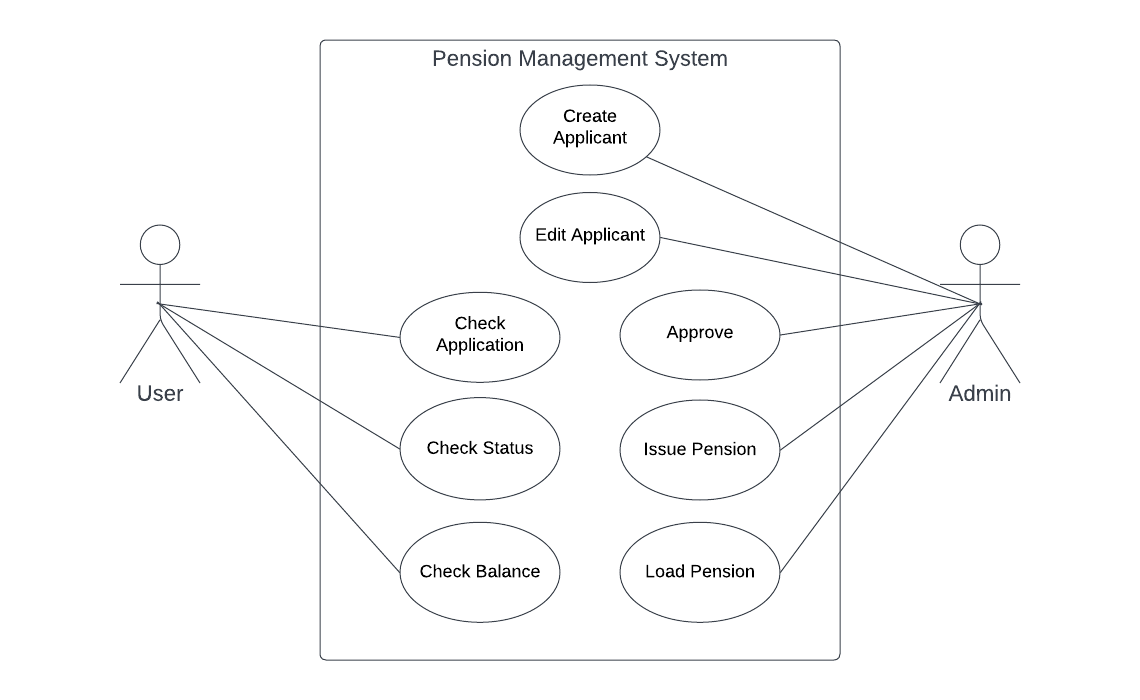 Pension Management System
Create
Applicant
Edit Applicant
Check
Application
Approve
User
Admin
Check Status
Issue Pension
Check Balance
Load Pension